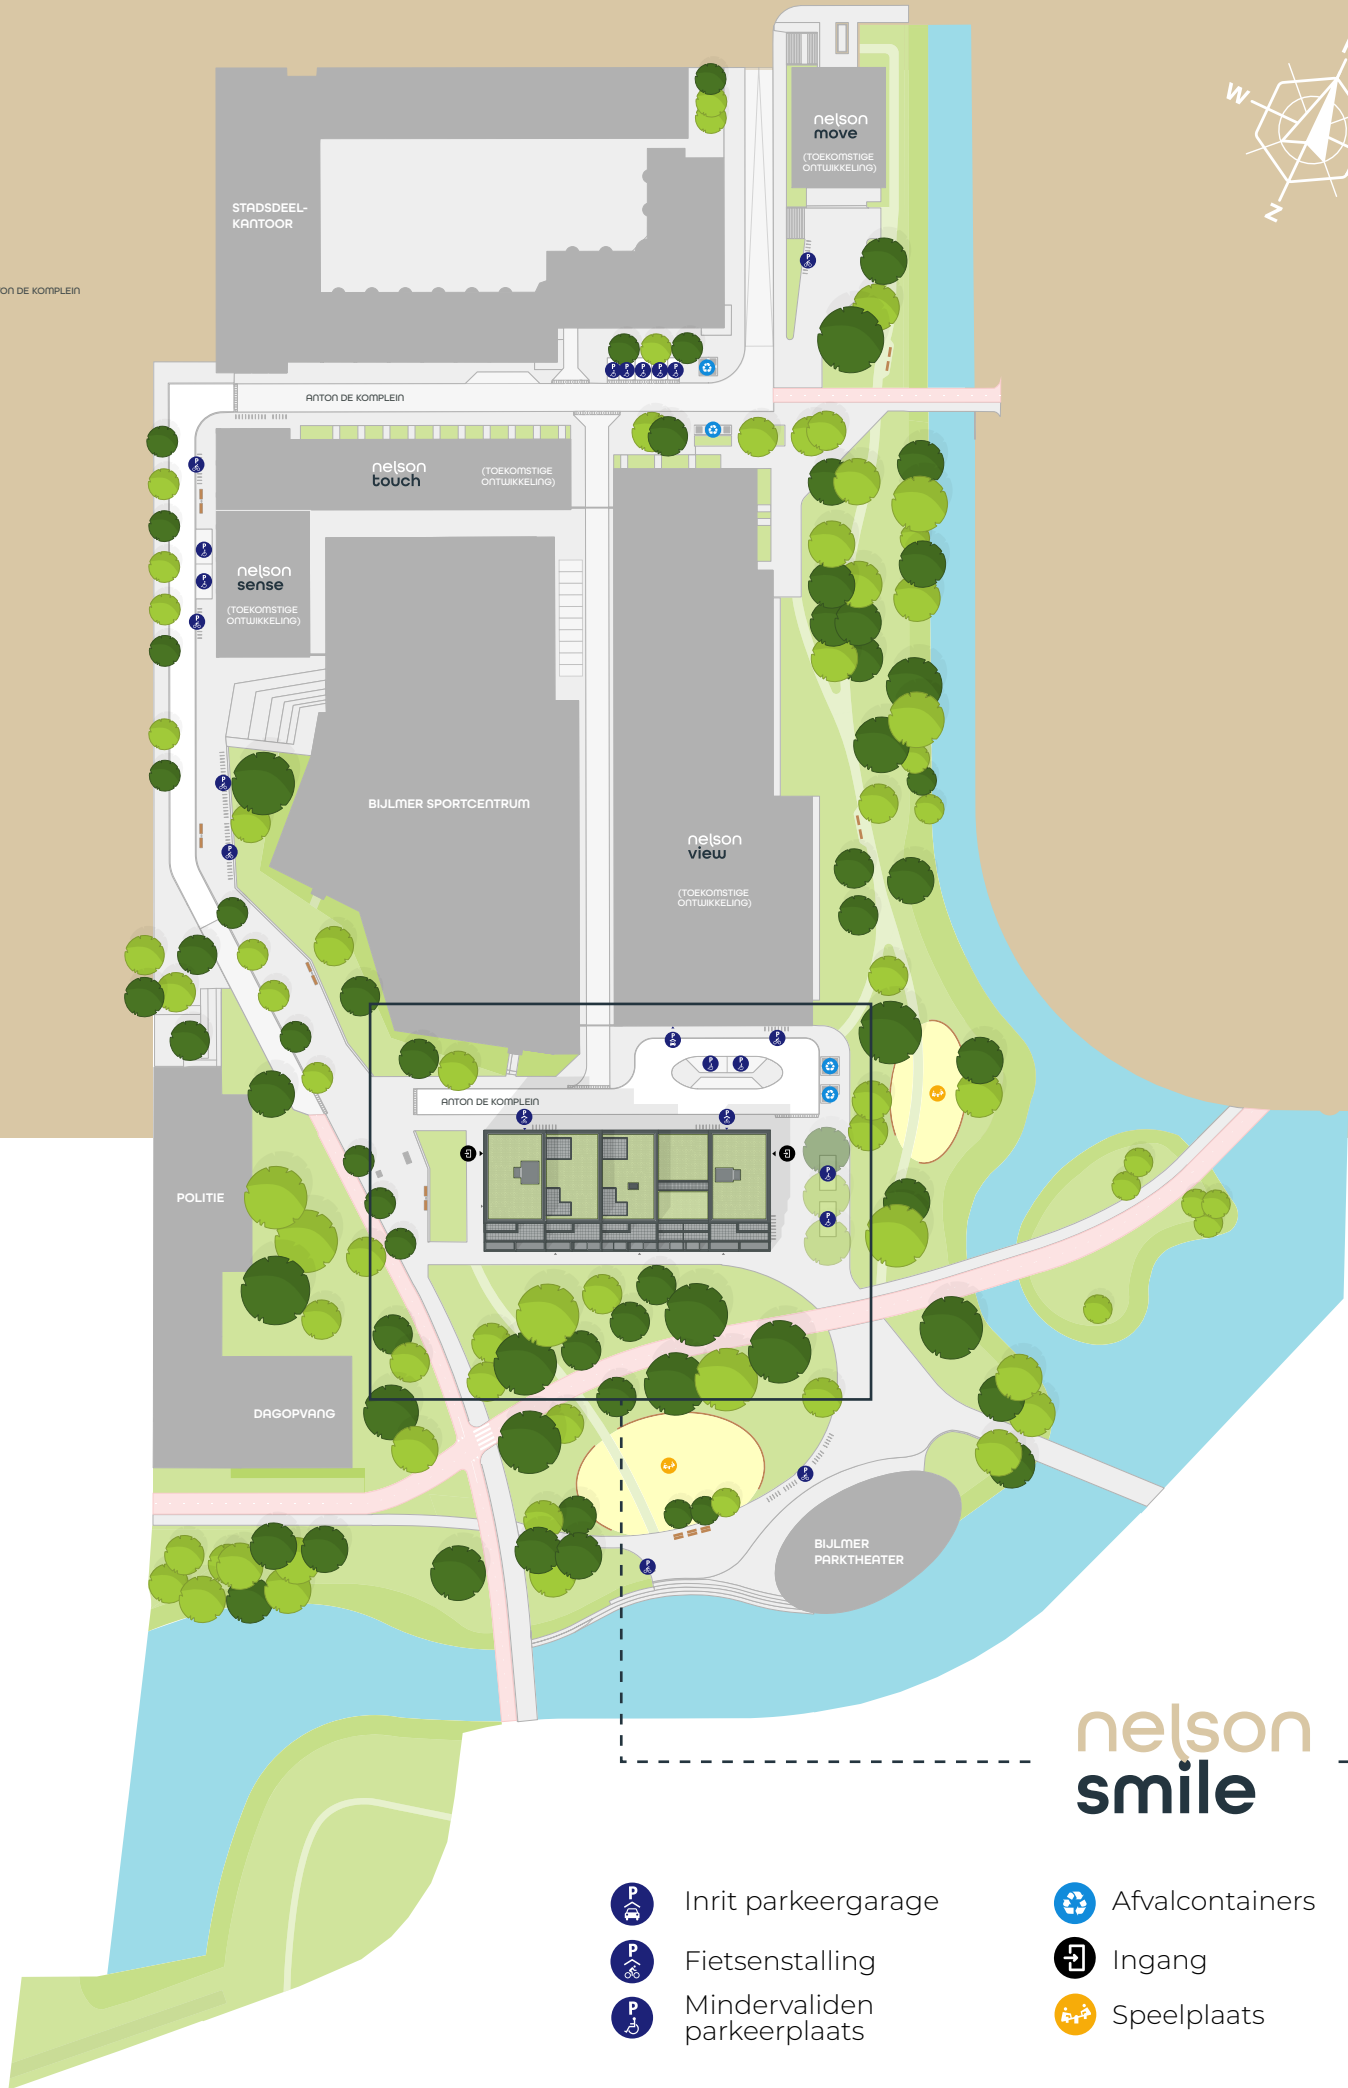 W
Z
nelson
move
(TOEKOMSTIGE
ONTWIKKELING)
STADSDEEL-
KANTOOR
ON DE KOMPLEIN
ANTON DE KOMPLEIN
nelson
touch
(TOEKOMSTIGE
ONTWIKKELING)
nelson
sense
(TOEKOMSTIGE
ONTWIKKELING)
BIJLMER SPORTCENTRUM
nelson
view
(TOEKOMSTIGE
ONTWIKKELING)
ANTON DE KOMPLEIN
POLITIE
DAGOPVANG
BIJLMER
PARKTHEATER
nelson
smile
P Inrit parkeergarage
P Fietsenstalling
P Mindervaliden
parkeerplaats
Afvalcontainers
Ingang
Speelplaats